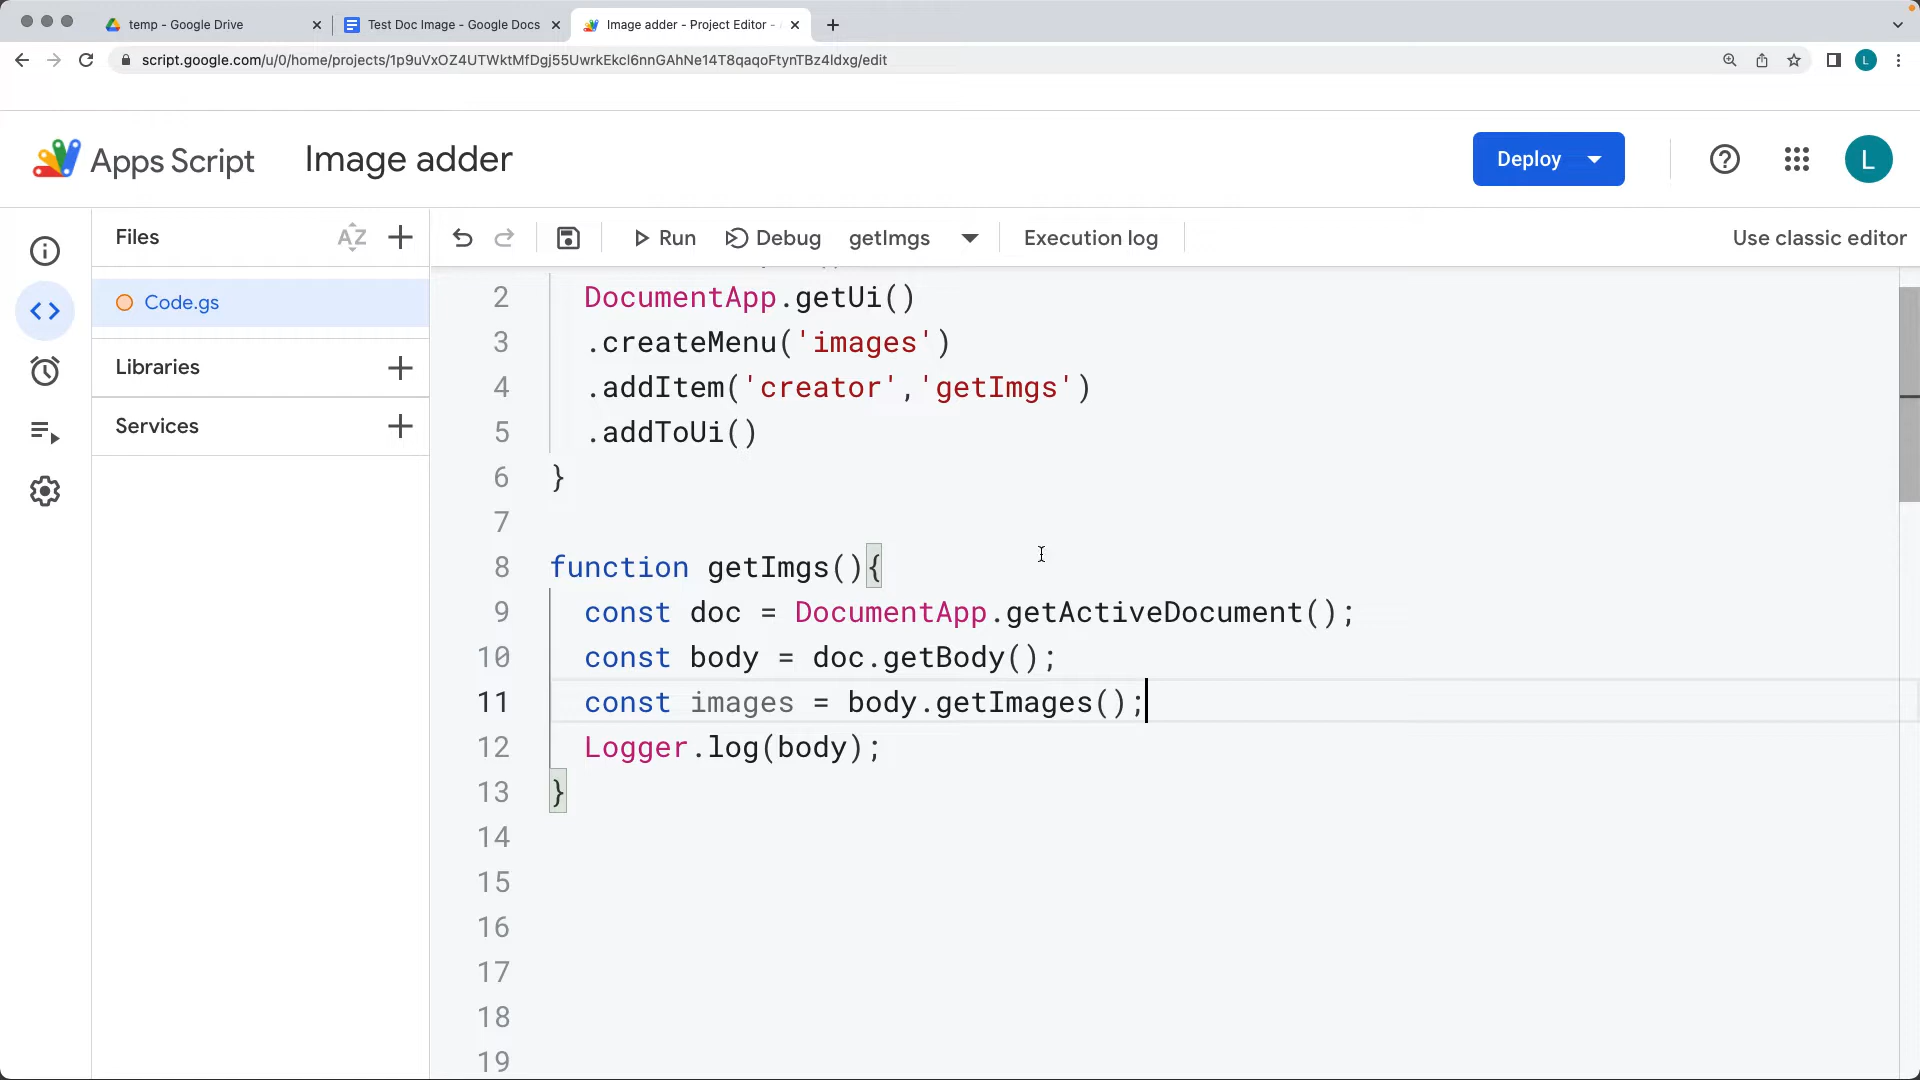 temp - Google Drive
Test Doc Image - Google Docs
Image adder - Project Editor -
script.google.com/u/0/home/projects/1p9uVxOZ4UTWktMfDgj55UwrkEkcl6nnGAhNe14T8qaqoFtynTBz4ldxg/edit
L
Apps Script
Image adder
Deploy
L
Files
AZ
Run
Debug
getImgs
Execution log
Use classic editor
Code.gs
Libraries
Services
2 DocumentApp.getUi()
3 .createMenu('images')
4 .addItem('creator','getImgs')
5 .addToUi()
6 }
7
8 function getImgs(){
9 const doc = DocumentApp.getActiveDocument();
10 const body = doc.getBody();
11 const images = body.getImages();
12 Logger.log(body);
13 }
14
15
16
17
18
19